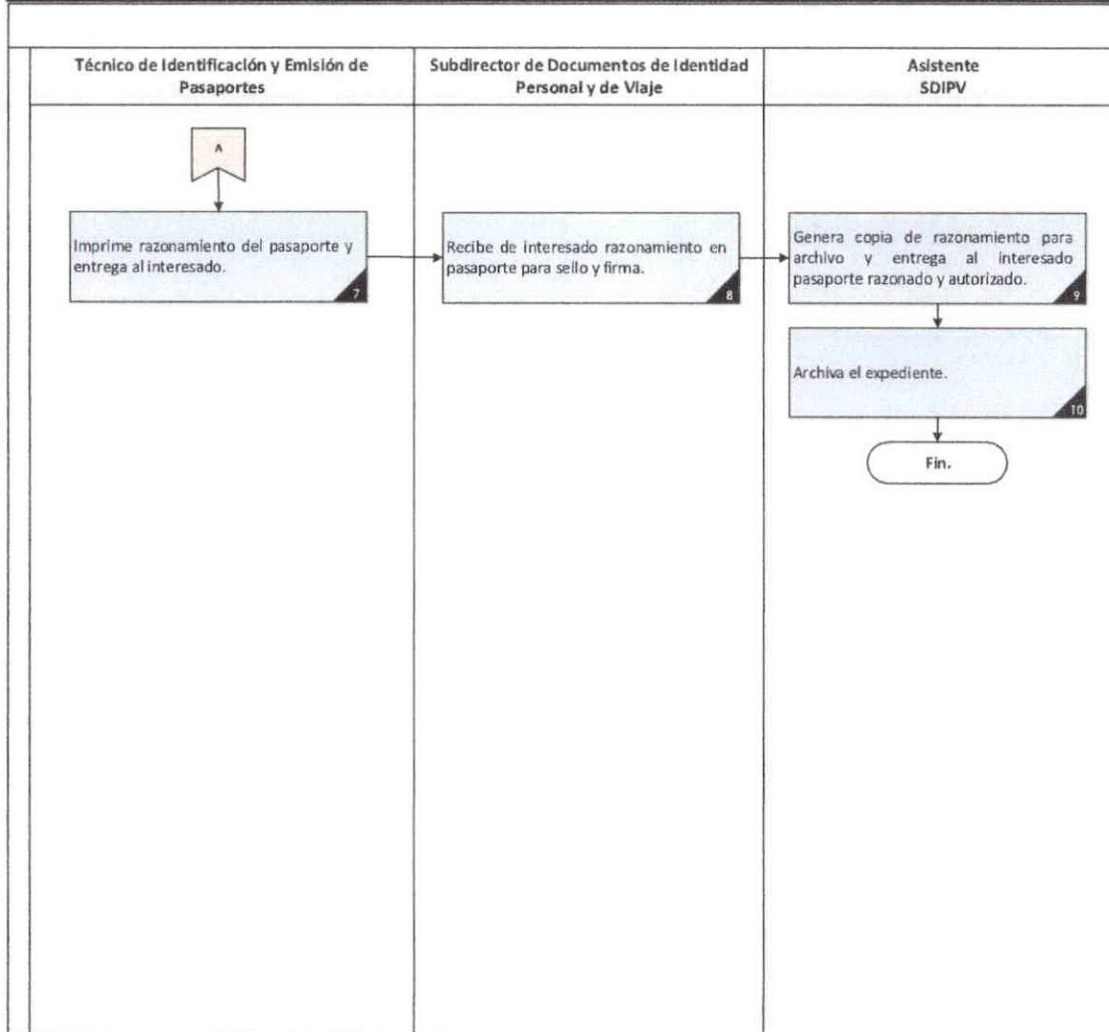 Técnico de Identificación y Emisión de
Pasaportes
Subdirector de Documentos de Identidad
Personal y de Viaje
Asistente
SDIPV
A
Imprime razonamiento del pasaporte y
entrega al interesado.
7
Recibe de interesado razonamiento en
pasaporte para sello y firma.
8
Genera copia de razonamiento para
archivo y entrega al interesado
pasaporte razonado y autorizado.
9
Archiva el expediente.
10
Fin.